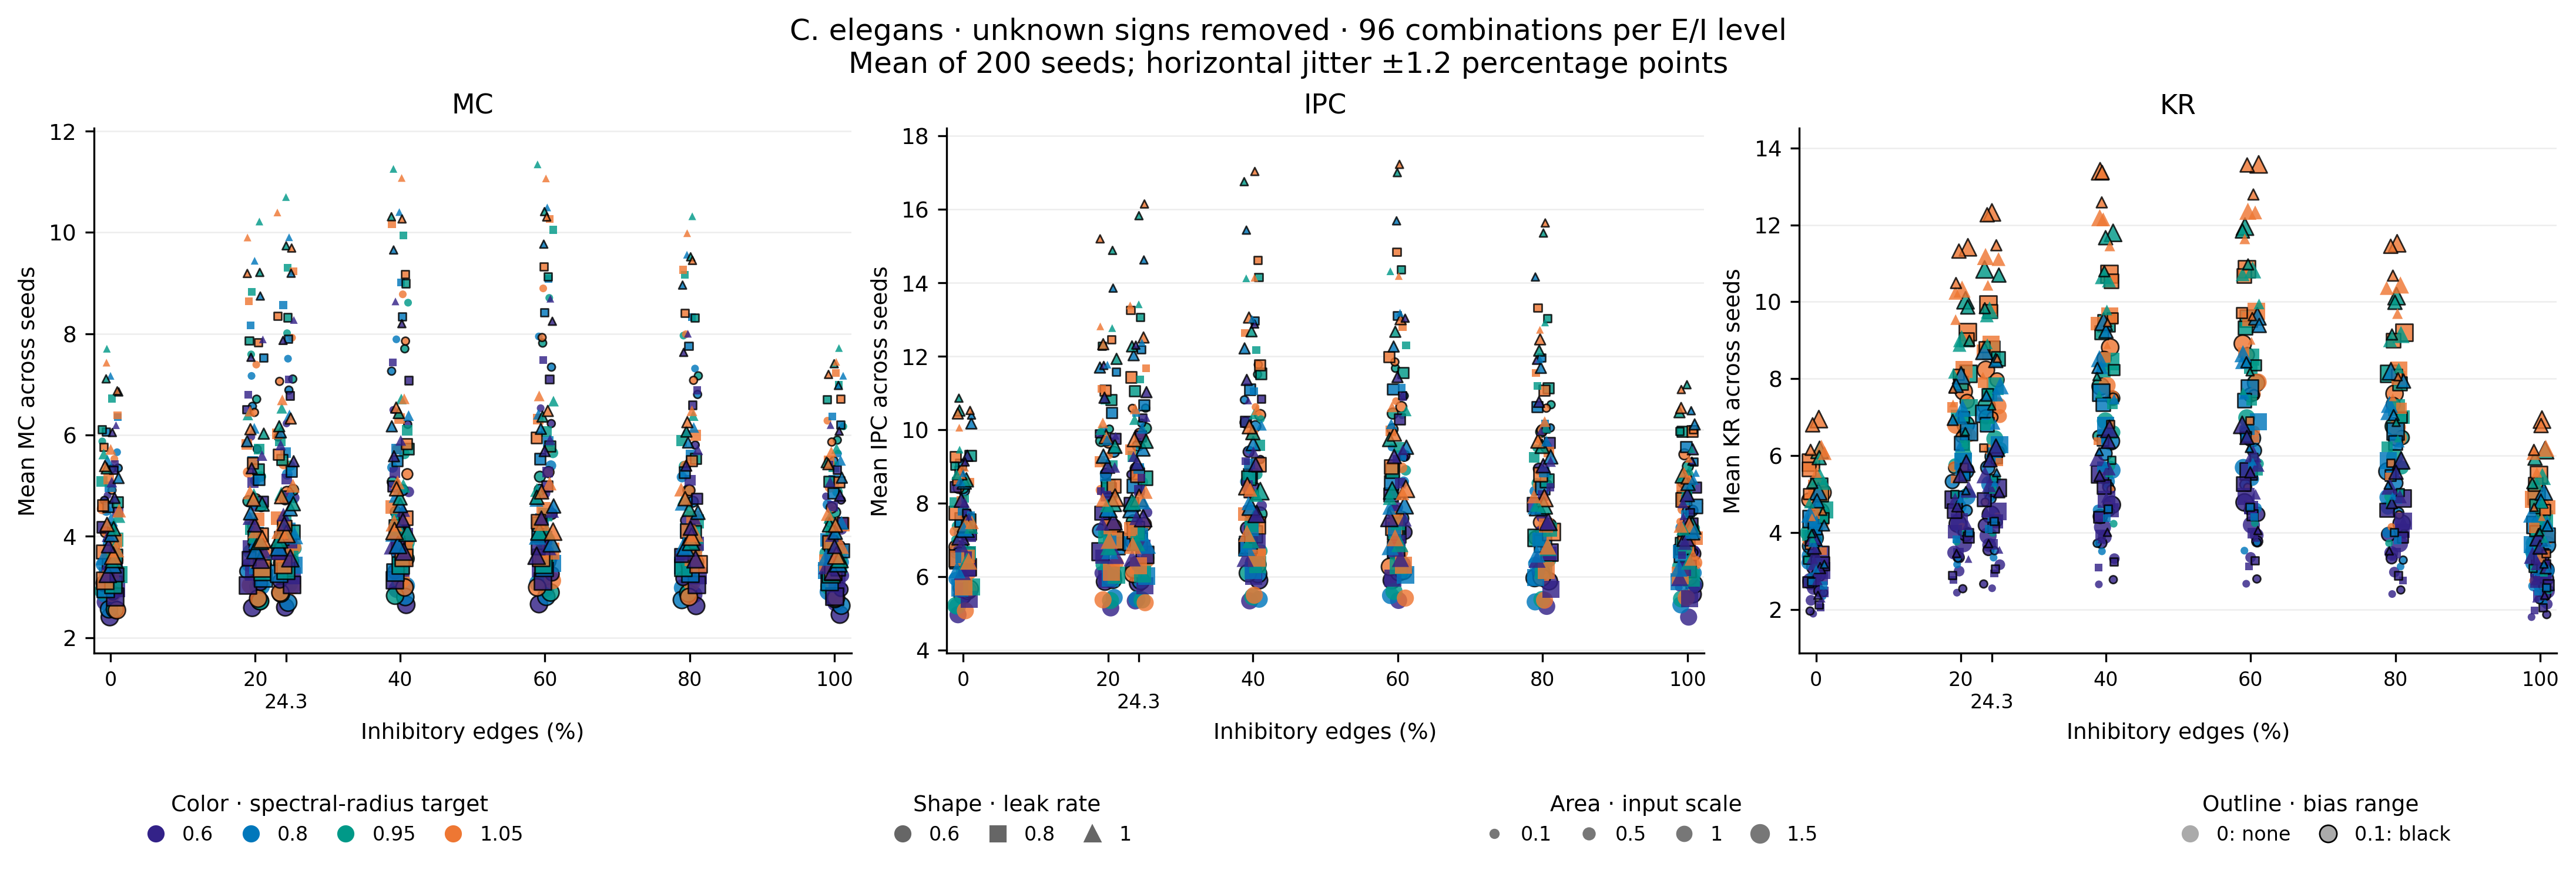 C. elegans · unknown signs removed · 96 combinations per E/I level
Mean of 200 seeds; horizontal jitter ±1.2 percentage points
MC
Mean MC across seeds
12
10
8
6
4
2
0
20
24.3
40
60
80
100
Inhibitory edges (%)
IPC
Mean IPC across seeds
18
16
14
12
10
8
6
4
0
20
24.3
40
60
80
100
Inhibitory edges (%)
KR
Mean KR across seeds
14
12
10
8
6
4
2
0
20
24.3
40
60
80
100
Inhibitory edges (%)
Color · spectral-radius target
0.6 0.8 0.95 1.05
Shape · leak rate
0.6 0.8 1
Area · input scale
0.1 0.5 1 1.5
Outline · bias range
0: none 0.1: black